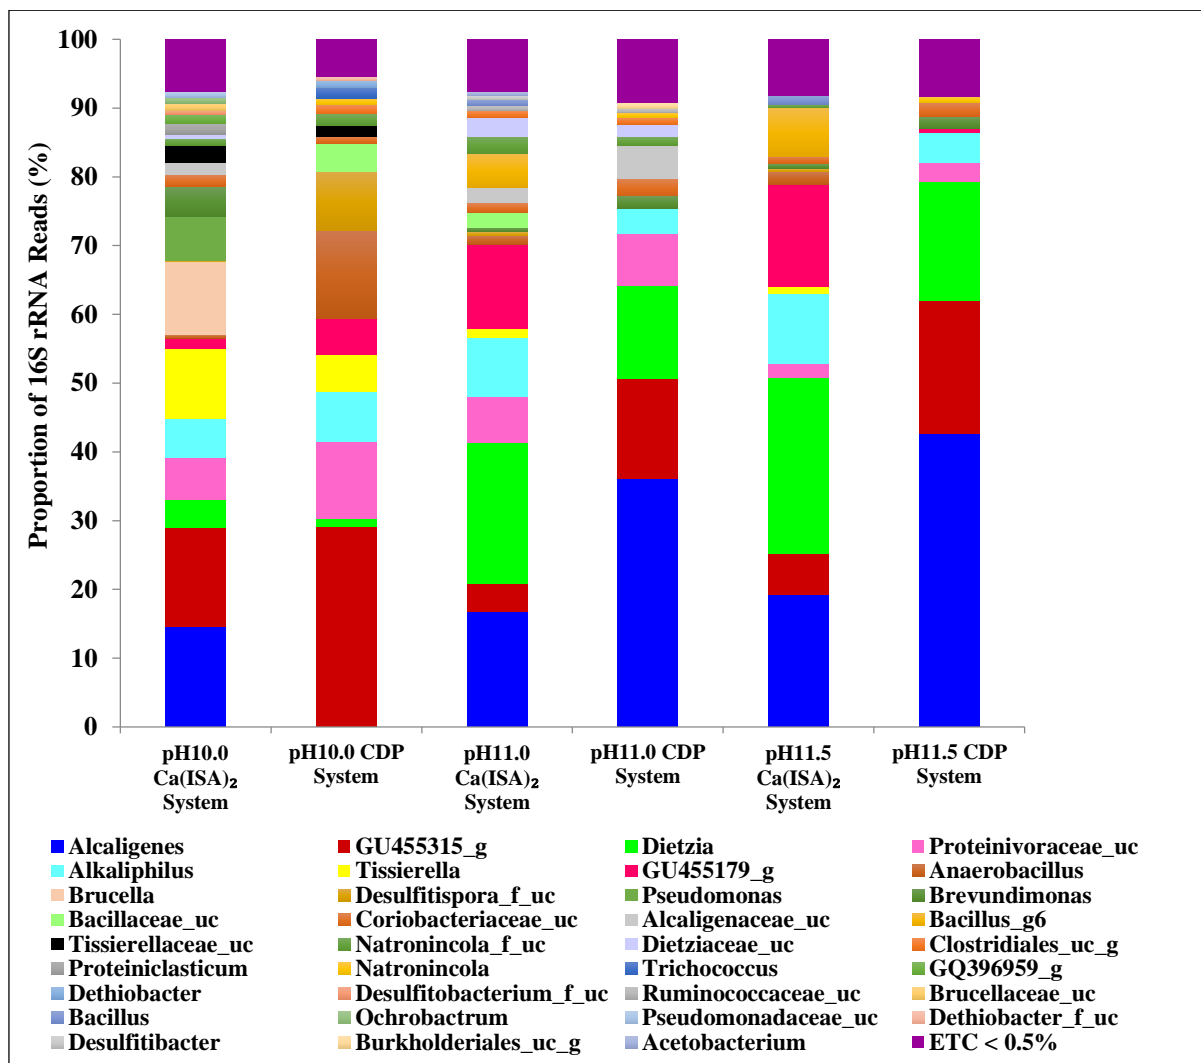 Proportion of 16S rRNA Reads (%)
100
90
80
70
60
50
40
30
20
10
0
pH10.0 Ca(ISA)₂ System
pH10.0 CDP System
pH11.0 Ca(ISA)₂ System
pH11.0 CDP System
pH11.5 Ca(ISA)₂ System
pH11.5 CDP System
Alcaligenes GU455315_g Dietzia Proteinivoraceae_uc
Alkaliphilus Tissierella GU455179_g Anaerobacillus
Brucella Desulfitispora_f_uc Pseudomonas Brevundimonas
Bacillaceae_uc Coriobacteriaceae_uc Alcaligenaceae_uc Bacillus_g6
Tissierellaceae_uc Natronincola_f_uc Dietziaceae_uc Clostridiales_uc_g
Proteiniclasticum Natronincola Trichococcus GQ396959_g
Dethiobacter Desulfitobacterium_f_uc Ruminococcaceae_uc Brucellaceae_uc
Bacillus Ochrobactrum Pseudomonadaceae_uc Dethiobacter_f_uc
Desulfitibacter Burkholderiales_uc_g Acetobacterium ETC < 0.5%